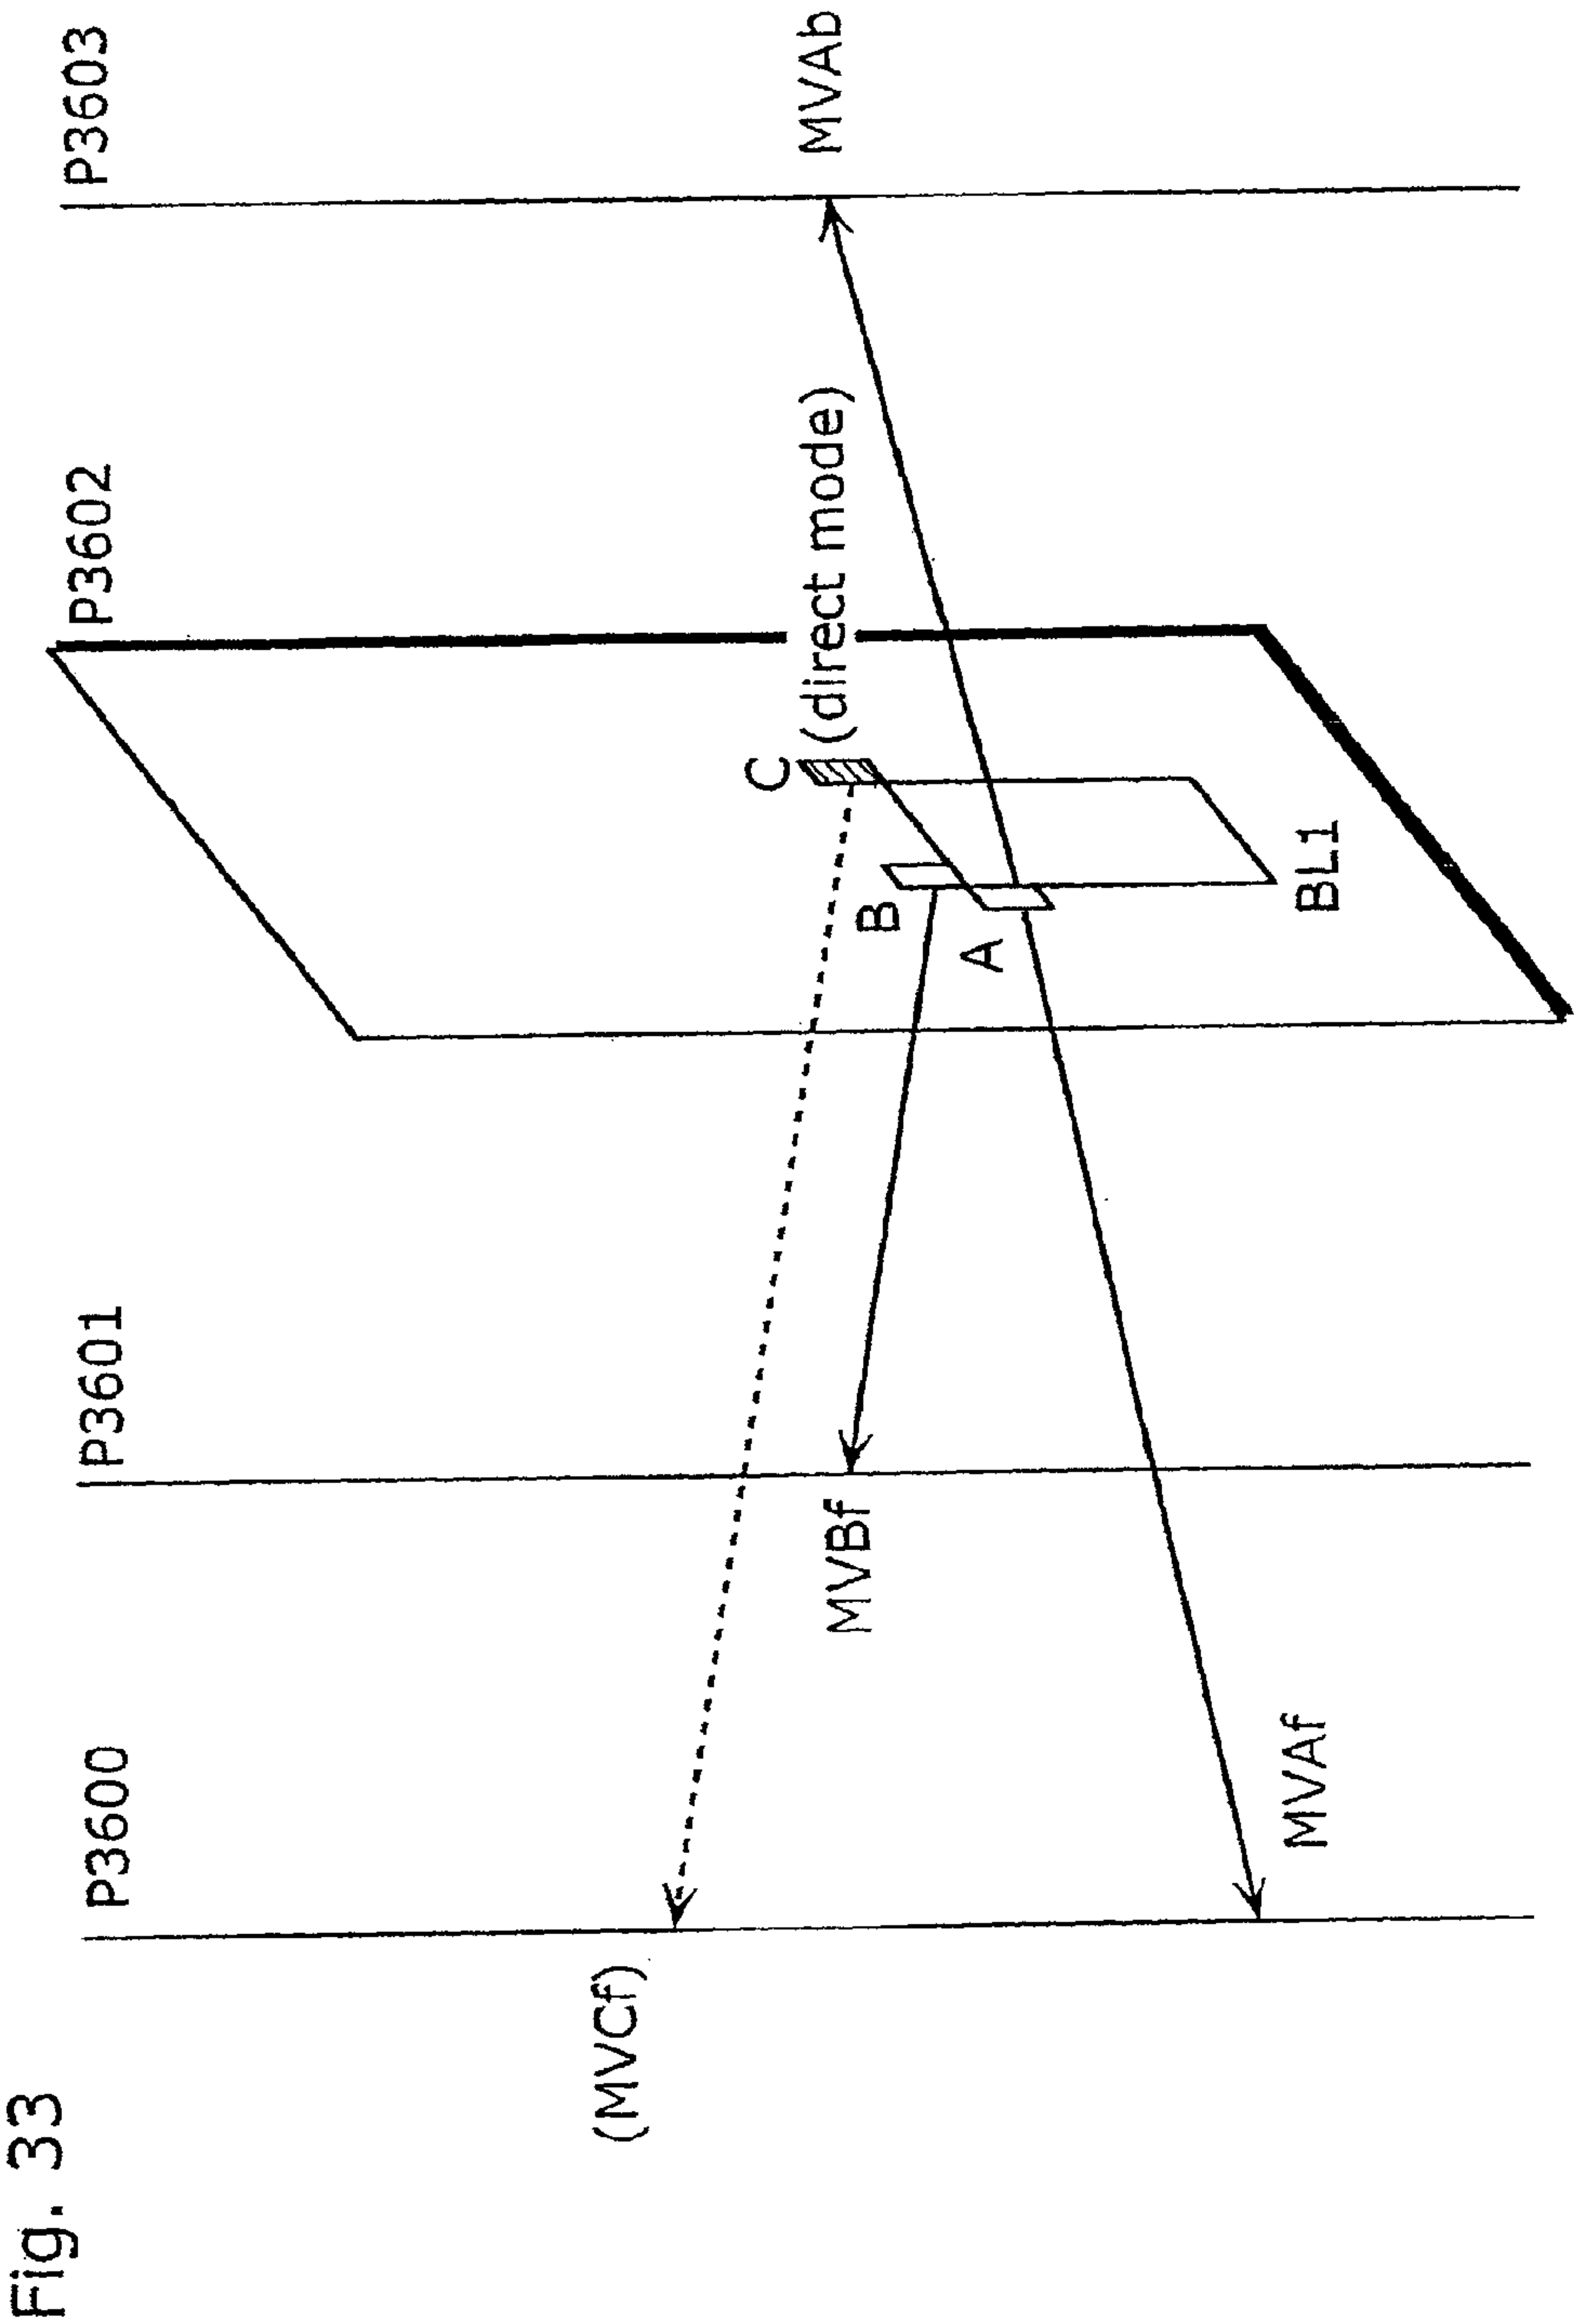 Fig. 33
P3600
P3601
P3602
P3603
(MVCf)
C
(direct mode)
MVBf
B
MVAb
A
MVAf
BL1